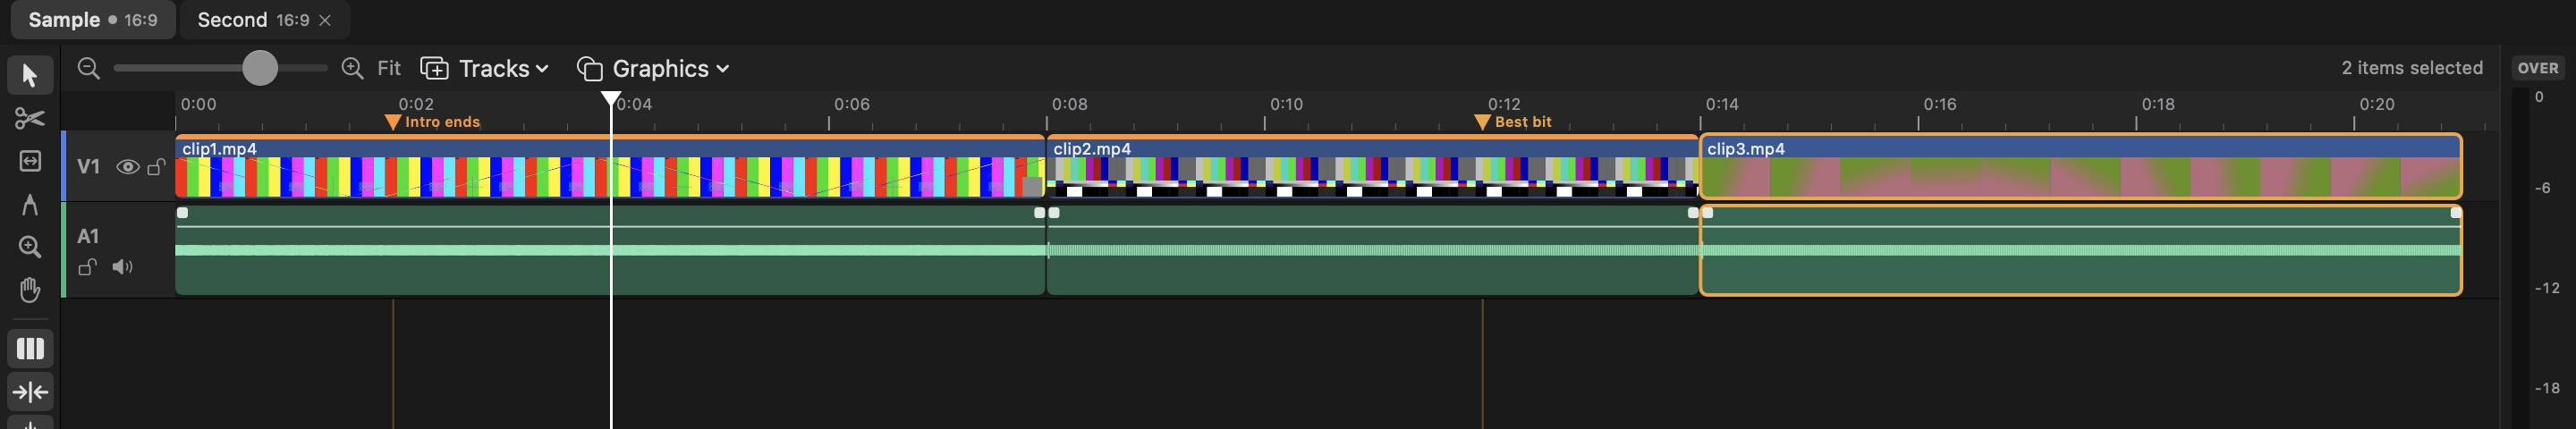 Sample 16:9 Second 16:9
Fit Tracks Graphics 2 items selected OVER
0:00 0:02 0:04 0:06 0:08 0:10 0:12 0:14 0:16 0:18 0:20 0
Intro ends Best bit
V1 clip1.mp4 clip2.mp4 clip3.mp4
-6
A1
-12
-18